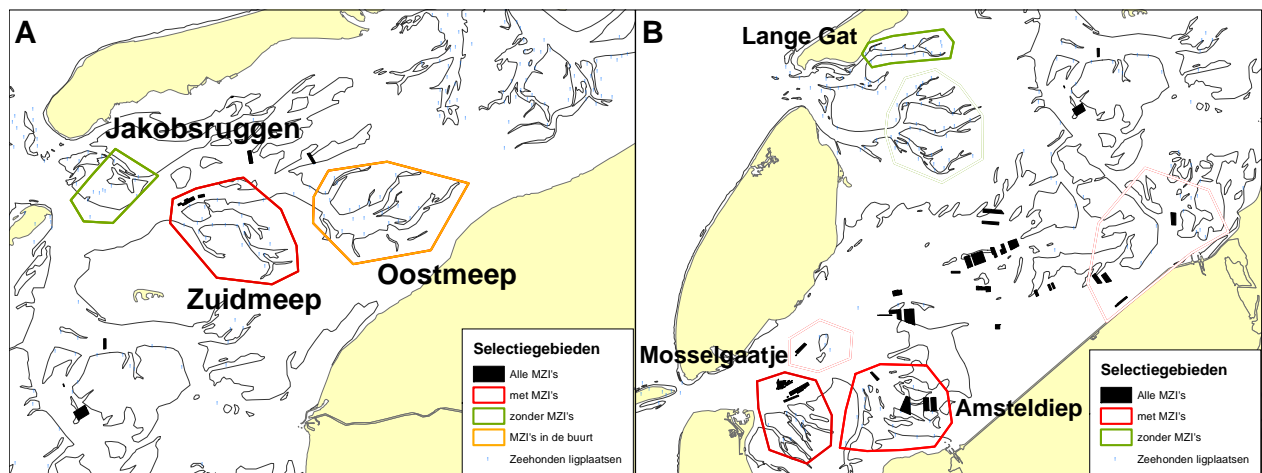 A
Jakobsruggen
Zuidmeep
Oostmeep
Selectiegebieden
Alle MZI's
met MZI's
zonder MZI's
MZI's in de buurt
Zeehonden ligplaatsen
B
Lange Gat
Mosselgaatje
Amsteldiep
Selectiegebieden
Alle MZI's
met MZI's
zonder MZI's
Zeehonden ligplaatsen